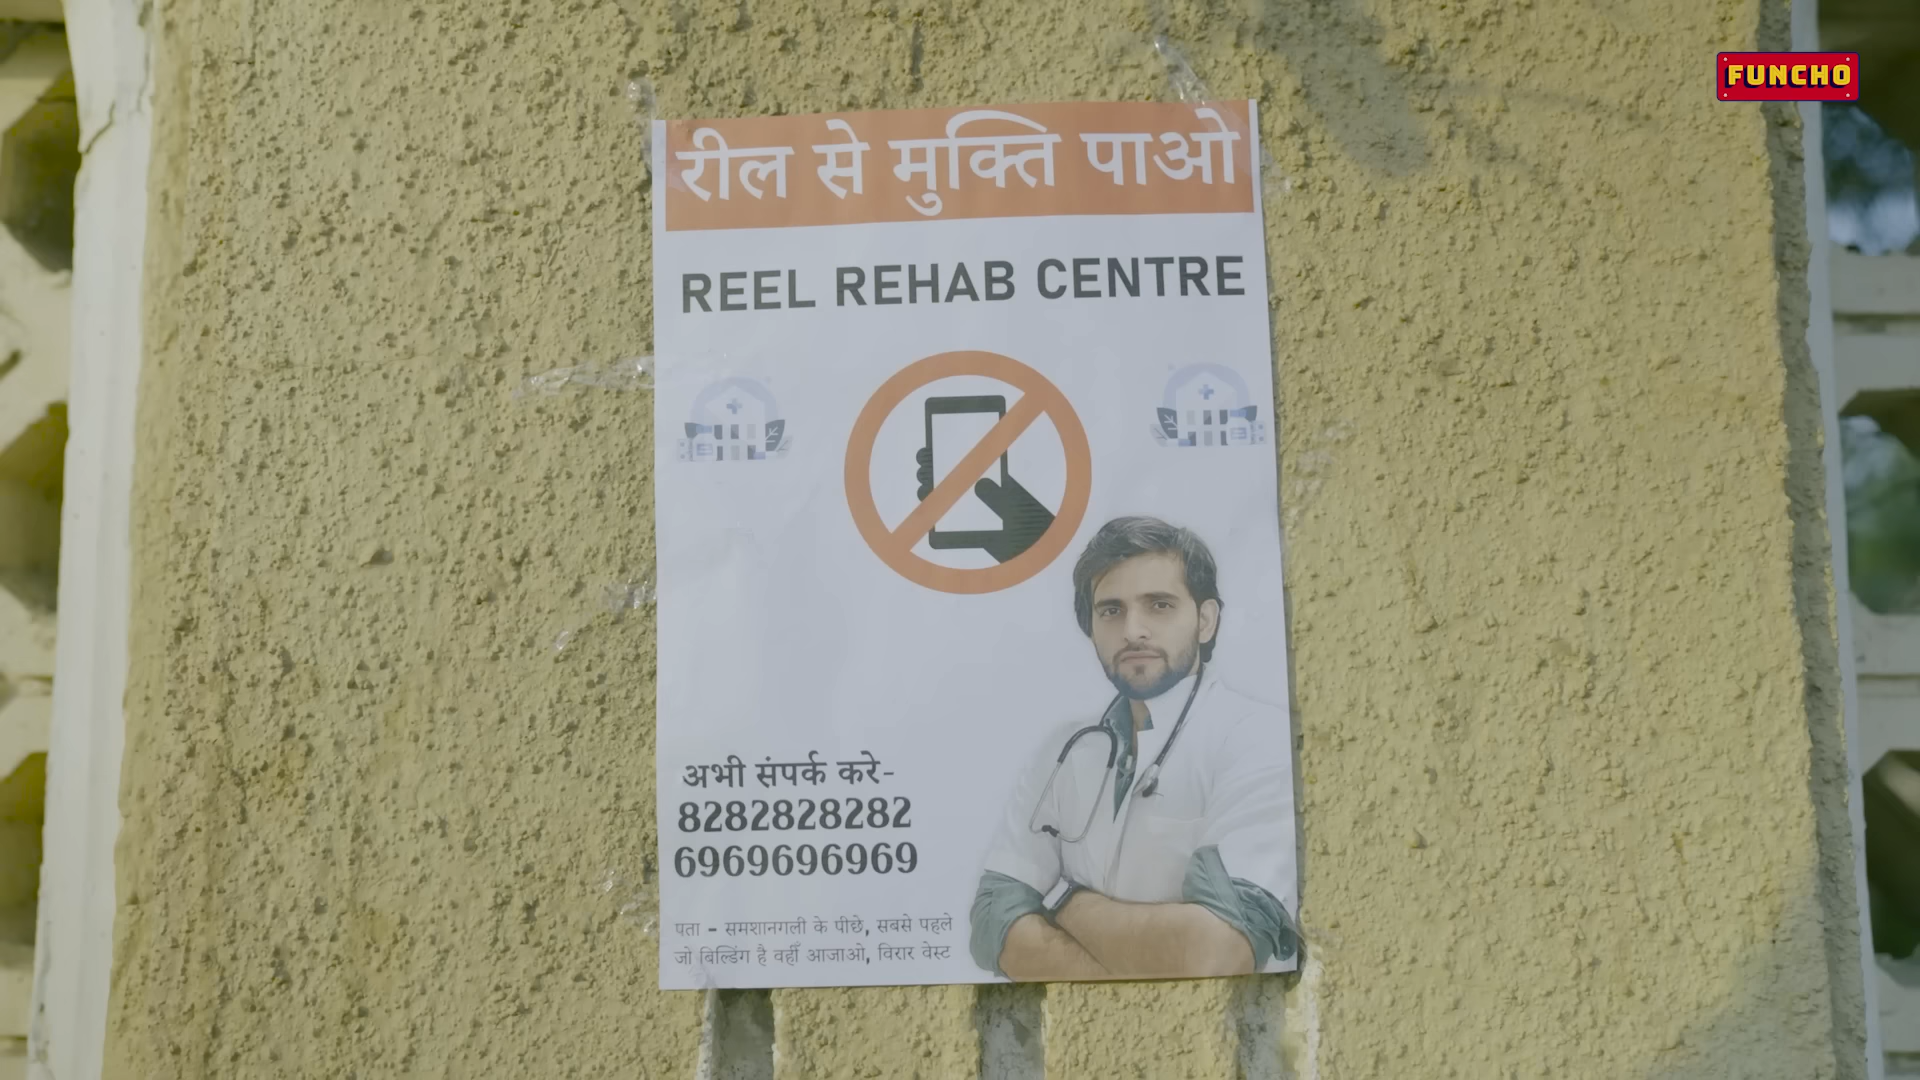 FUNCHO
रील से मुक्ति पाओ
REEL REHAB CENTRE
अभी संपर्क करे-
8282828282
6969696969
पता - समशानगली के पीछे, सबसे पहले
जो बिल्डिंग है वहीँ आजाओ, विरार वेस्ट